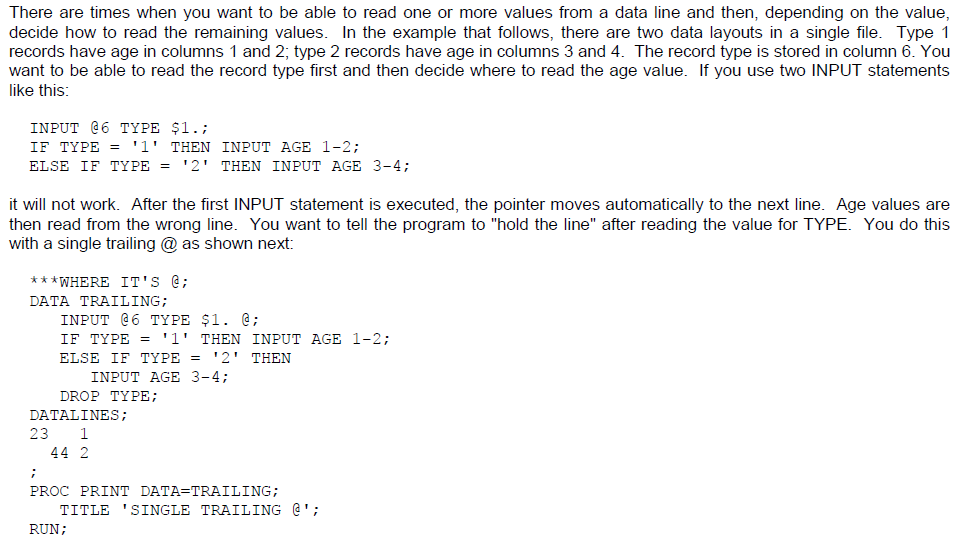 There are times when you want to be able to read one or more values from a data line and then, depending on the value,
decide how to read the remaining values.  In the example that follows, there are two data layouts in a single file.  Type 1
records have age in columns 1 and 2; type 2 records have age in columns 3 and 4.  The record type is stored in column 6. You
want to be able to read the record type first and then decide where to read the age value.  If you use two INPUT statements
like this:

INPUT @6 TYPE $1.;
IF TYPE = '1' THEN INPUT AGE 1-2;
ELSE IF TYPE = '2' THEN INPUT AGE 3-4;

it will not work.  After the first INPUT statement is executed, the pointer moves automatically to the next line.  Age values are
then read from the wrong line.  You want to tell the program to "hold the line" after reading the value for TYPE.  You do this
with a single trailing @ as shown next:

***WHERE IT'S @;
DATA TRAILING;
   INPUT @6 TYPE $1. @;
   IF TYPE = '1' THEN INPUT AGE 1-2;
   ELSE IF TYPE = '2' THEN
      INPUT AGE 3-4;
   DROP TYPE;
DATALINES;
23   1
  44 2
;
PROC PRINT DATA=TRAILING;
   TITLE 'SINGLE TRAILING @';
RUN;